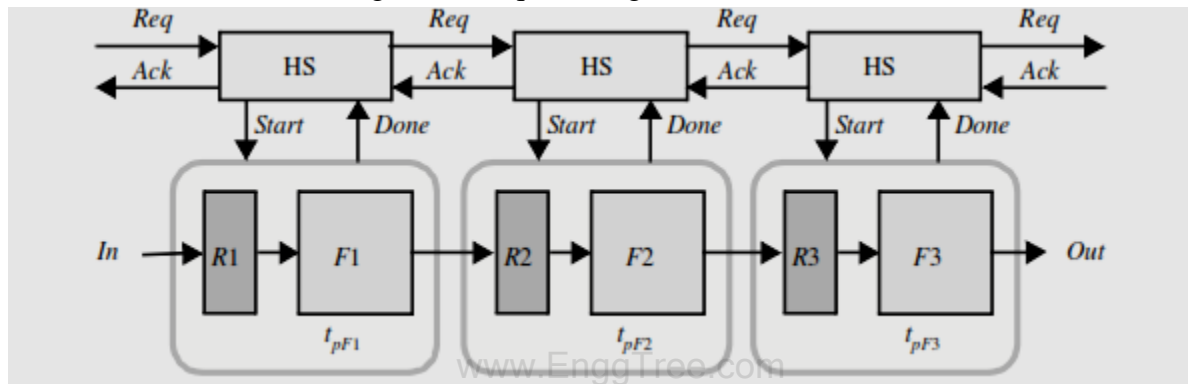 Req Req Req Req
HS HS HS
Ack Ack Ack Ack
Start Done Start Done Start Done
In R1 F1 R2 F2 R3 F3 Out
tpF1 tpF2 tpF3
www.EnggTree.com